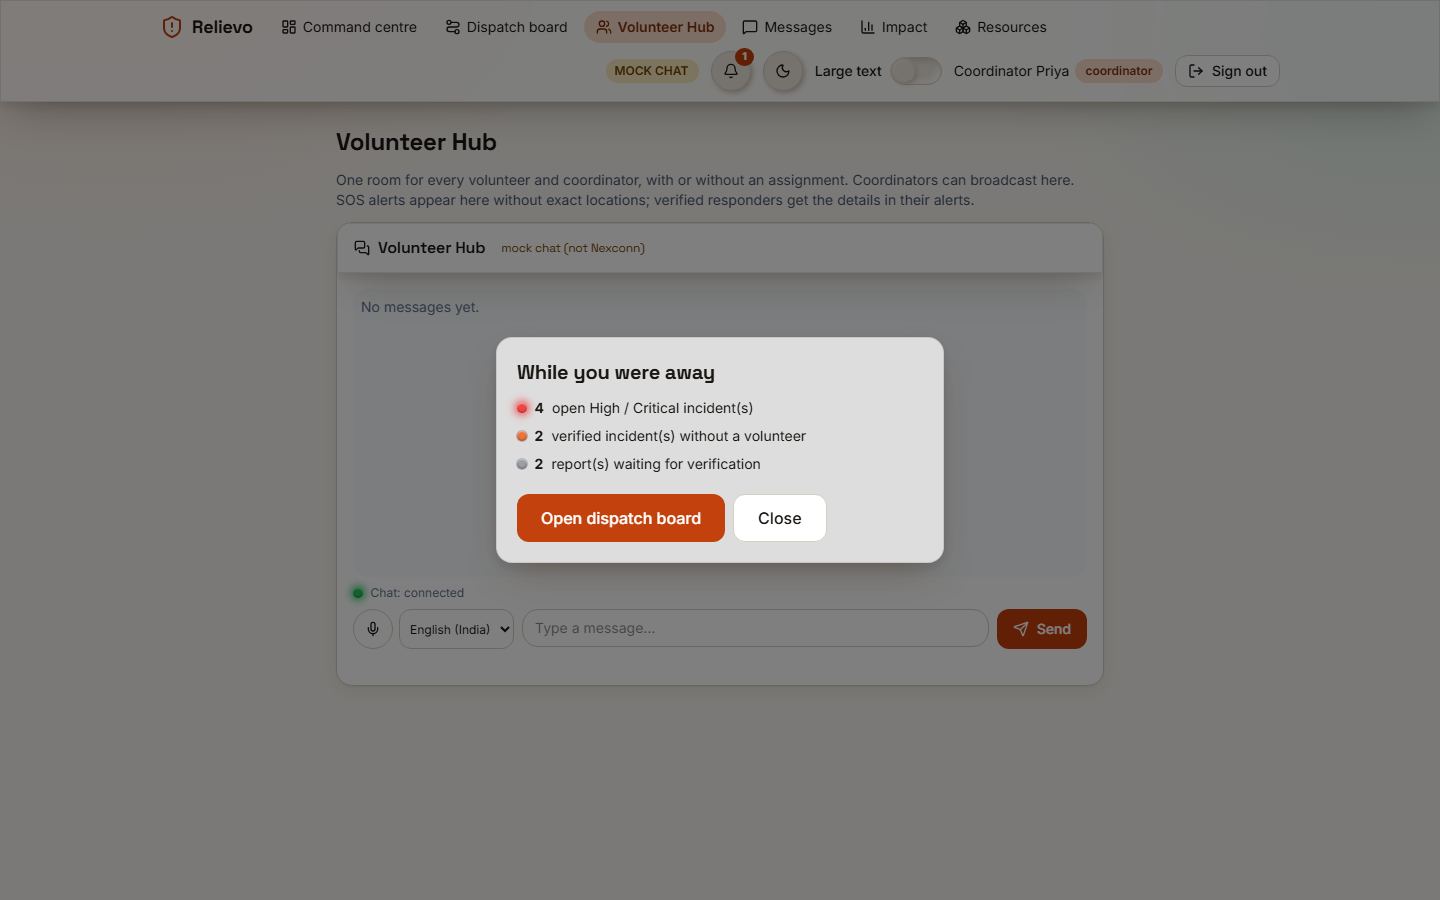 Relievo
Command centre
Dispatch board
Volunteer Hub
Messages
Impact
Resources
MOCK CHAT
1
Large text
Coordinator Priya
coordinator
Sign out
Volunteer Hub
One room for every volunteer and coordinator, with or without an assignment. Coordinators can broadcast here.
SOS alerts appear here without exact locations; verified responders get the details in their alerts.
Volunteer Hub
mock chat (not Nexconn)
No messages yet.
While you were away
4 open High / Critical incident(s)
2 verified incident(s) without a volunteer
2 report(s) waiting for verification
Open dispatch board
Close
Chat: connected
English (India)
Type a message...
Send